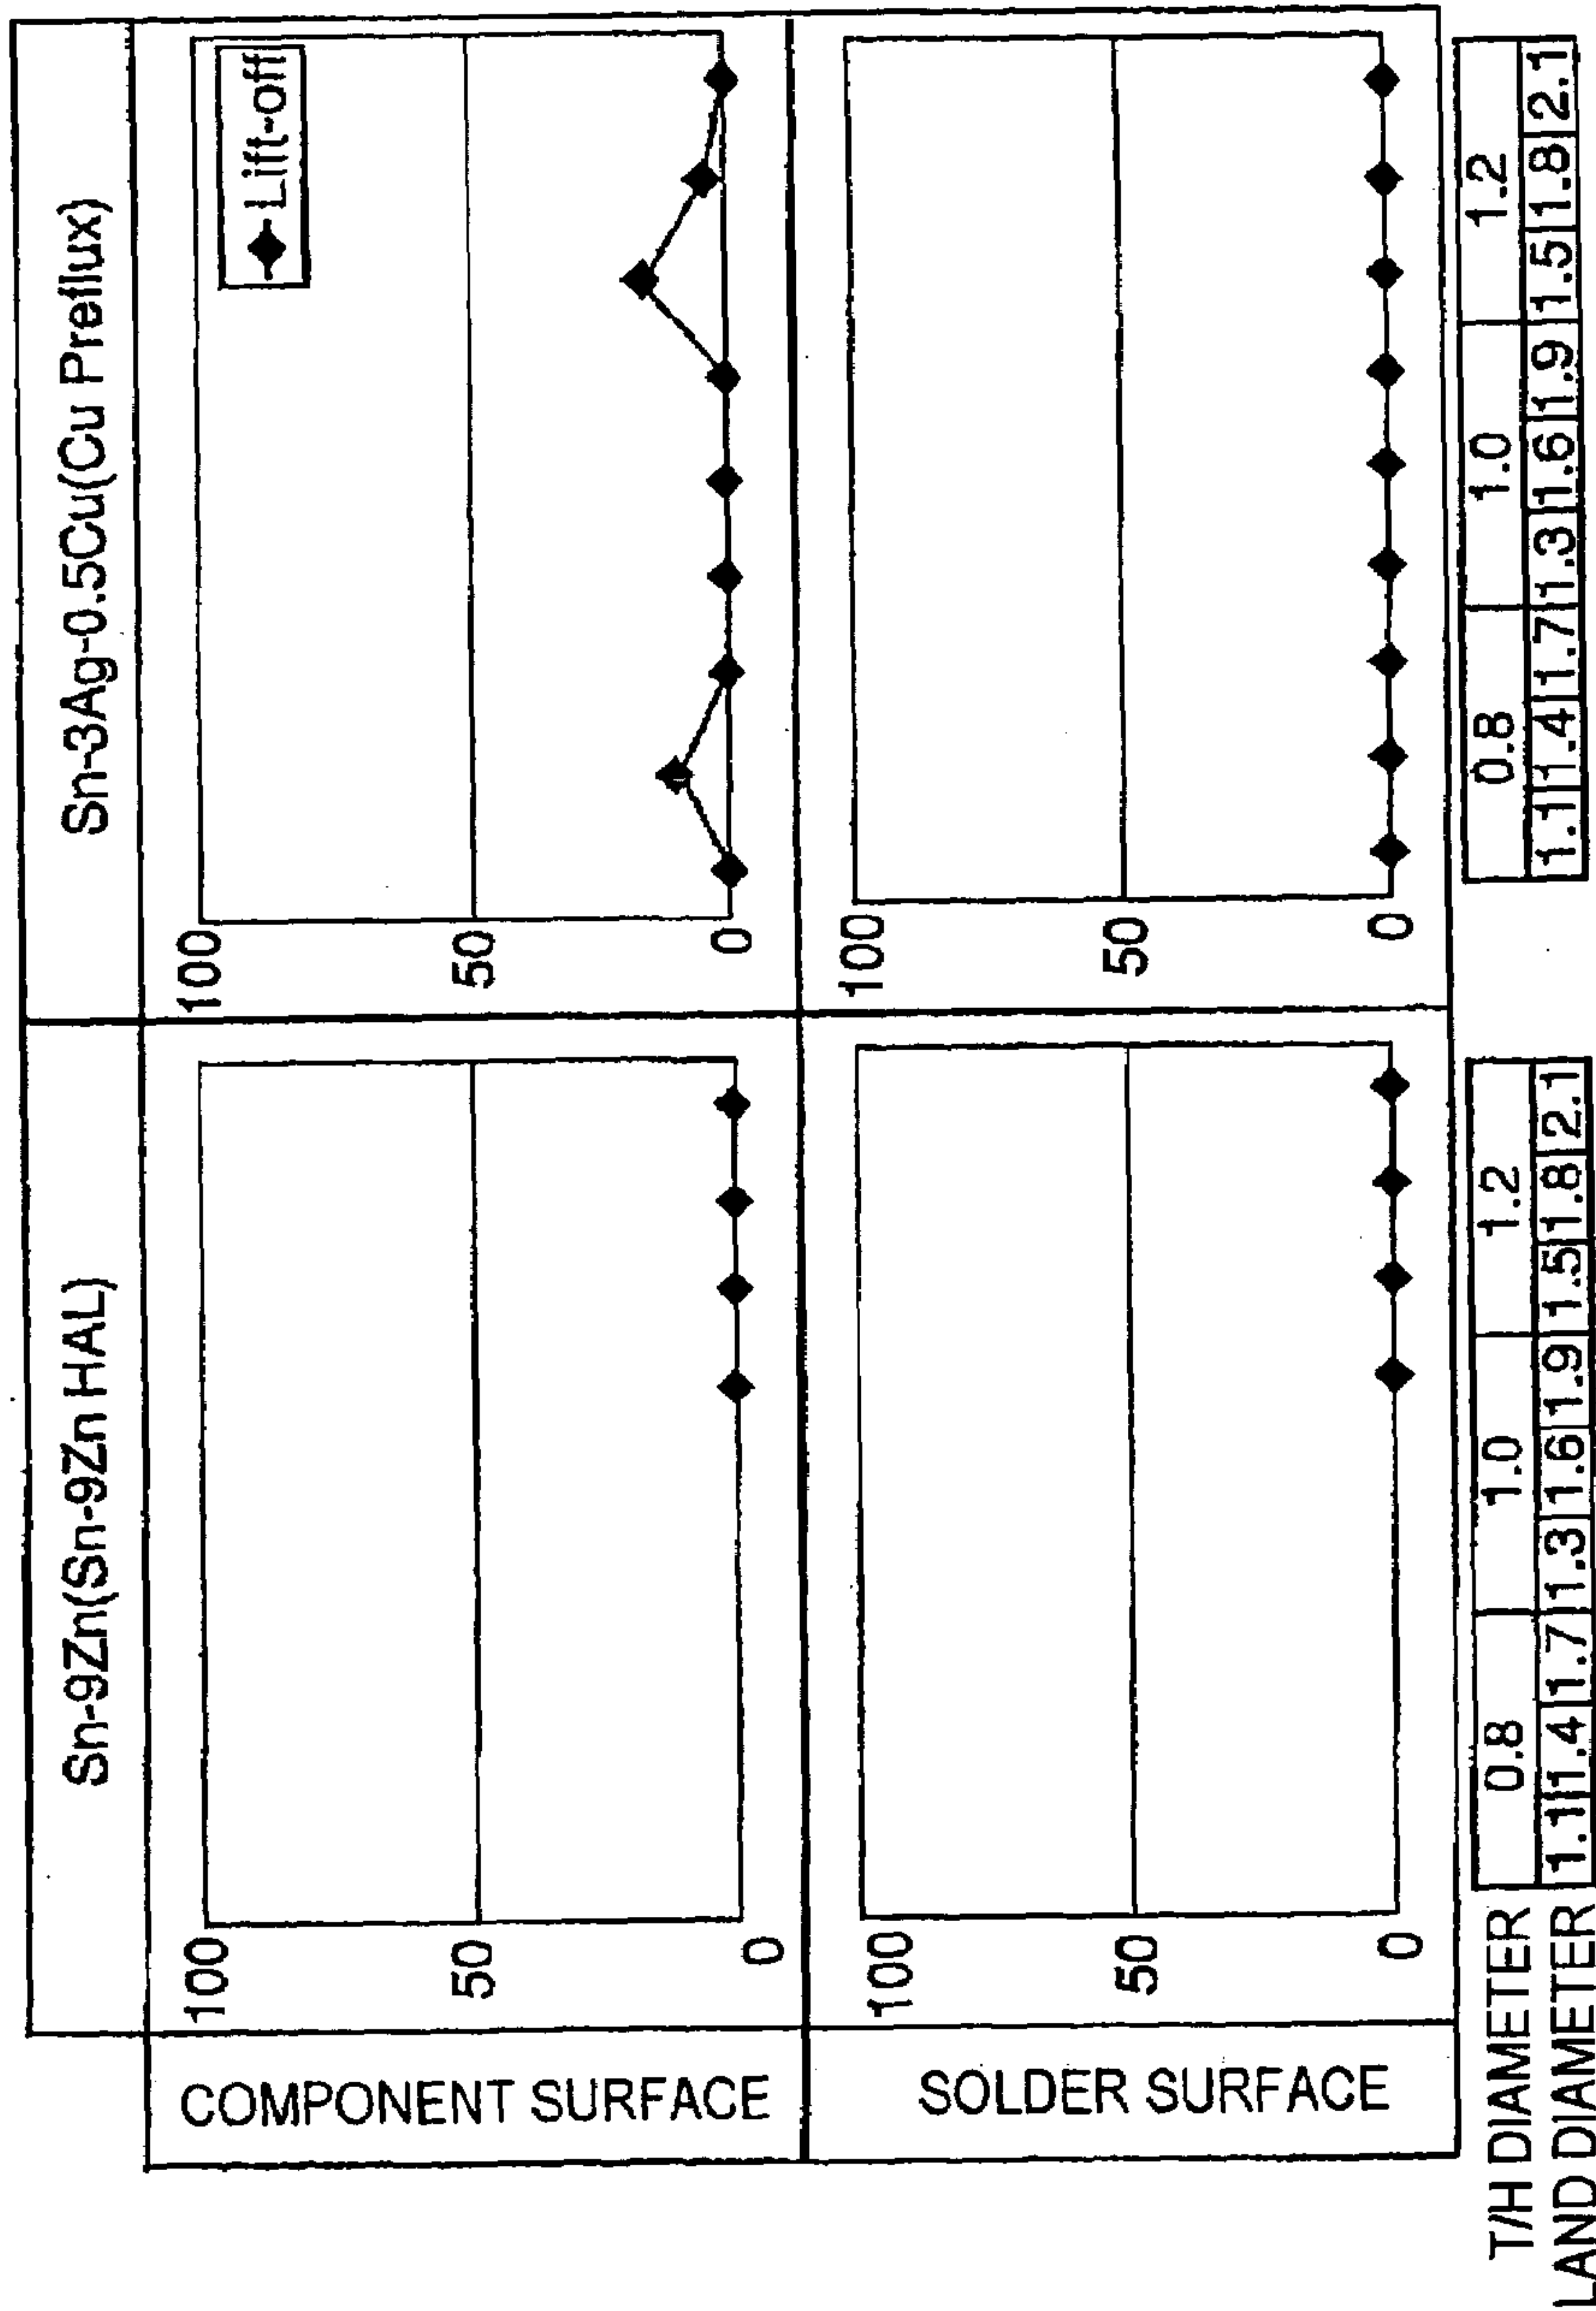 Sn-9Zn(Sn-9Zn HAL)
Sn-3Ag-0.5Cu(Cu Preflux)
COMPONENT SURFACE
100
50
0
100
50
0
Lift-off
SOLDER SURFACE
100
50
0
100
50
0
T/H DIAMETER 0.8 1.0 1.2 0.8 1.0 1.2
LAND DIAMETER 1.1 1.4 1.7 1.3 1.6 1.9 1.5 1.8 2.1 1.1 1.4 1.7 1.3 1.6 1.9 1.5 1.8 2.1